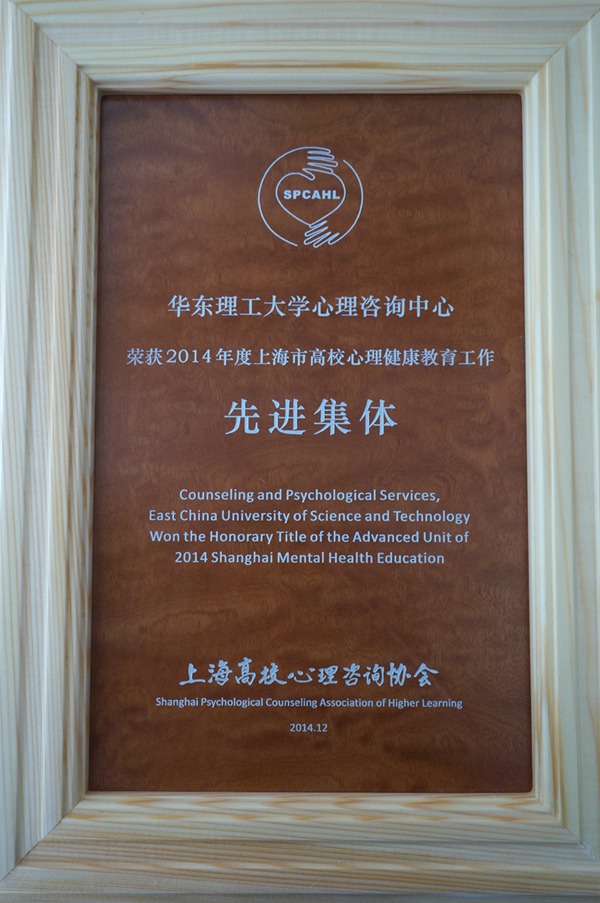 SPCAHL
华东理工大学心理咨询中心
荣获2014年度上海市高校心理健康教育工作
先进集体
Counseling and Psychological Services,
East China University of Science and Technology
Won the Honorary Title of the Advanced Unit of
2014 Shanghai Mental Health Education
上海高校心理咨询协会
Shanghai Psychological Counseling Association of Higher Learning
2014.12